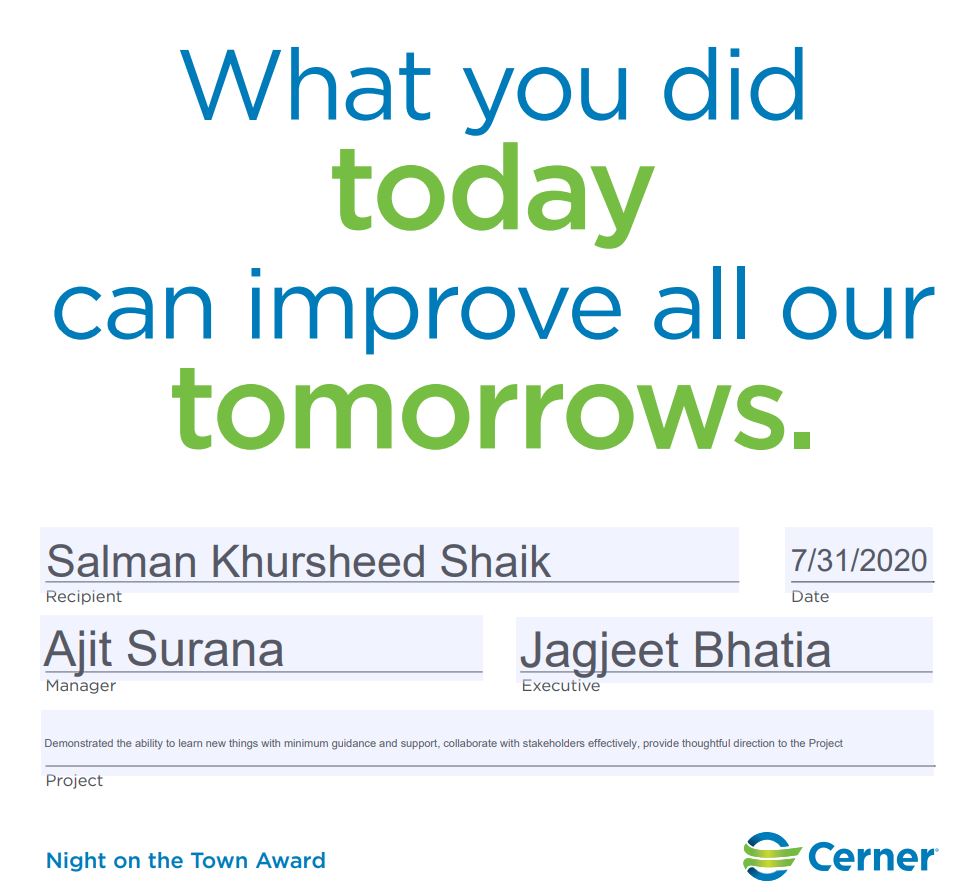 What you did
today
can improve all our
tomorrows.
Salman Khursheed Shaik 7/31/2020
Recipient Date
Ajit Surana Jagjeet Bhatia
Manager Executive
Demonstrated the ability to learn new things with minimum guidance and support, collaborate with stakeholders effectively, provide thoughtful direction to the Project
Project
Night on the Town Award Cerner®